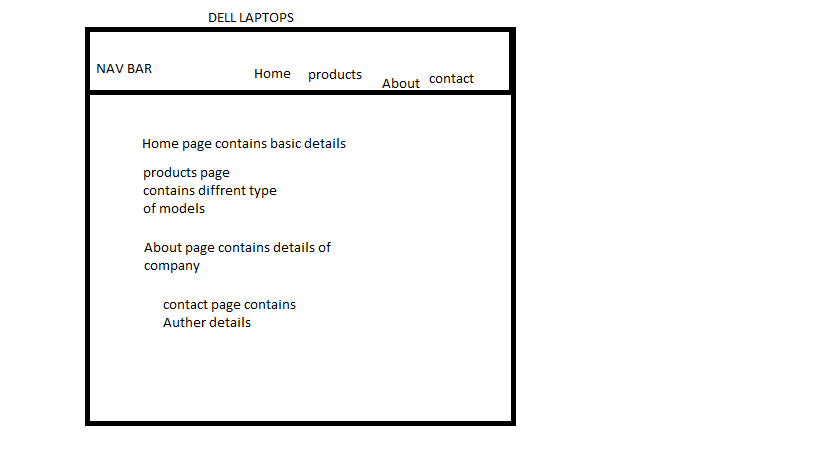 DELL LAPTOPS
NAV BAR
Home products About contact
Home page contains basic details
products page
contains diffrent type
of models
About page contains details of
company
contact page contains
Auther details